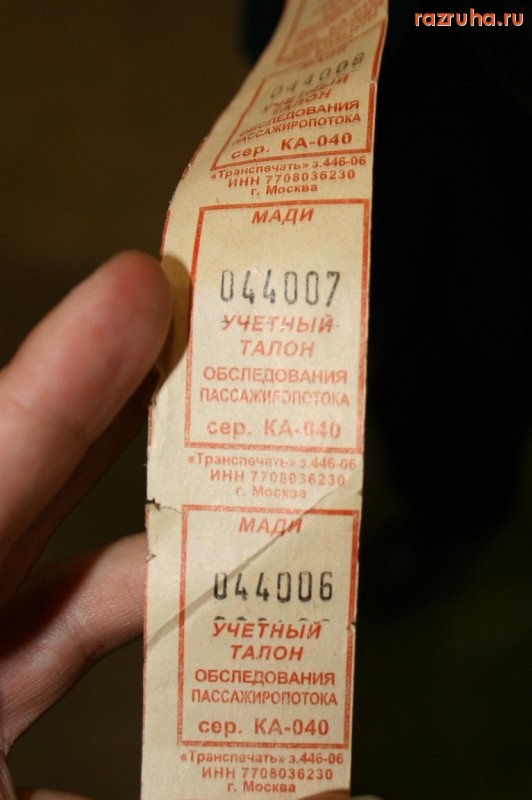 razruha.ru
МАДИ
044008
УЧЕТНЫЙ
ТАЛОН
ОБСЛЕДОВАНИЯ
ПАССАЖИРОПОТОКА
сер. КА-040
«Транспечать» з.446-06
ИНН 7708036230
г. Москва
МАДИ
044007
УЧЕТНЫЙ
ТАЛОН
ОБСЛЕДОВАНИЯ
ПАССАЖИРОПОТОКА
сер. КА-040
«Транспечать» з.446-06
ИНН 7708036230
г. Москва
МАДИ
044006
УЧЕТНЫЙ
ТАЛОН
ОБСЛЕДОВАНИЯ
ПАССАЖИРОПОТОКА
сер. КА-040
«Транспечать» з.446-06
ИНН 7708036230
г. Москва